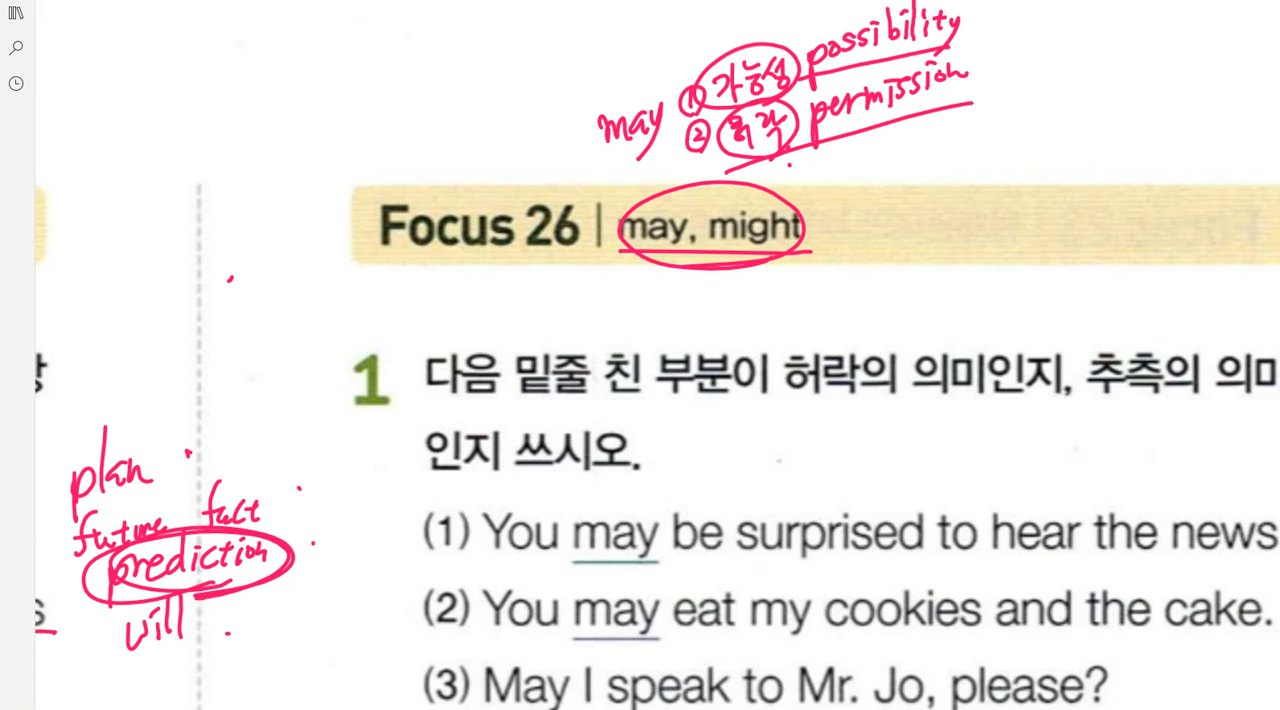 may ① 가능성 possibility
② 허락 permission
Focus 26 | may, might
1 다음 밑줄 친 부분이 허락의 의미인지, 추측의 의미
인지 쓰시오.
(1) You may be surprised to hear the news
(2) You may eat my cookies and the cake.
(3) May I speak to Mr. Jo, please?
plan
future fact
prediction
will